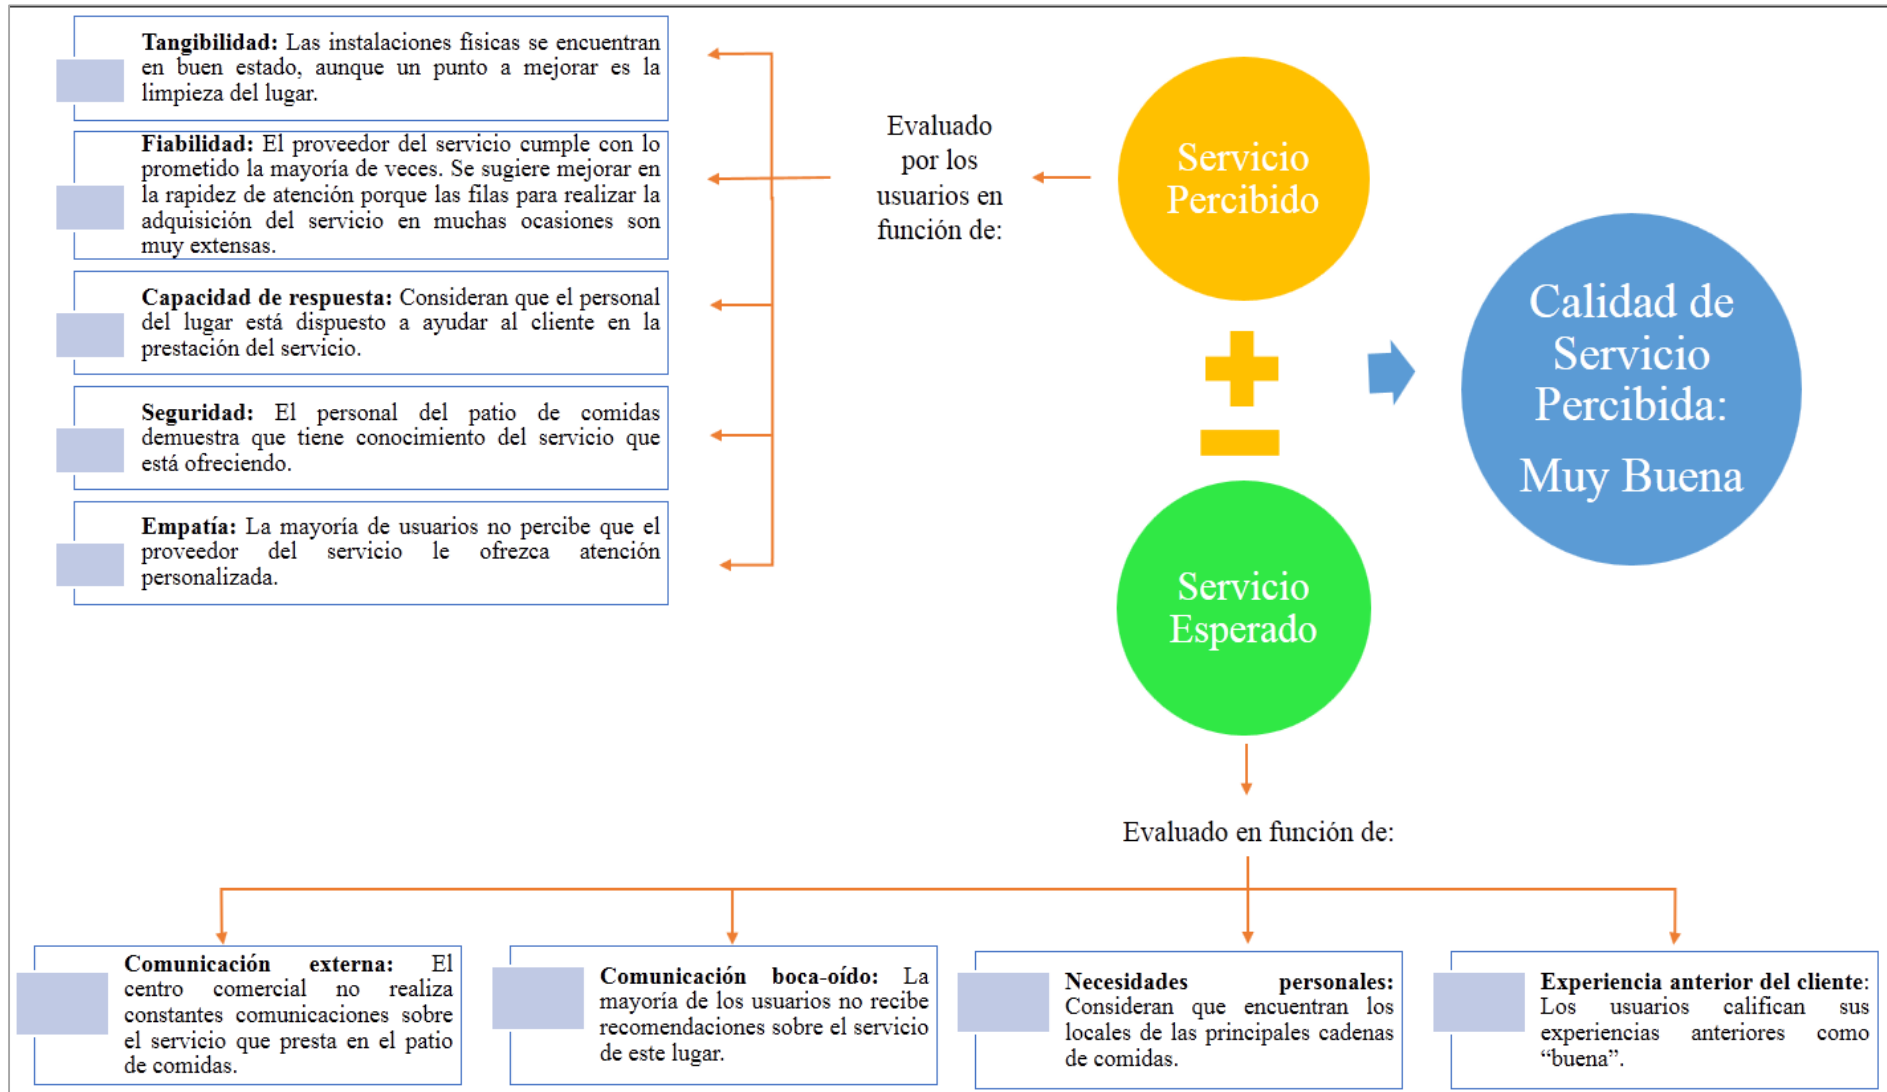 Tangibilidad: Las instalaciones físicas se encuentran
en buen estado, aunque un punto a mejorar es la
limpieza del lugar.
Fiabilidad: El proveedor del servicio cumple con lo
prometido la mayoría de veces. Se sugiere mejorar en
la rapidez de atención porque las filas para realizar la
adquisición del servicio en muchas ocasiones son
muy extensas.
Capacidad de respuesta: Consideran que el personal
del lugar está dispuesto a ayudar al cliente en la
prestación del servicio.
Seguridad: El personal del patio de comidas
demuestra que tiene conocimiento del servicio que
está ofreciendo.
Empatía: La mayoría de usuarios no percibe que el
proveedor del servicio le ofrezca atención
personalizada.
Evaluado
por los
usuarios en
función de:
Servicio
Percibido
Servicio
Esperado
Calidad de
Servicio
Percibida:
Muy Buena
Evaluado en función de:
Comunicación externa: El
centro comercial no realiza
constantes comunicaciones sobre
el servicio que presta en el patio
de comidas.
Comunicación boca-oído: La
mayoría de los usuarios no recibe
recomendaciones sobre el servicio
de este lugar.
Necesidades personales:
Consideran que encuentran los
locales de las principales cadenas
de comidas.
Experiencia anterior del cliente:
Los usuarios califican sus
experiencias anteriores como
“buena”.